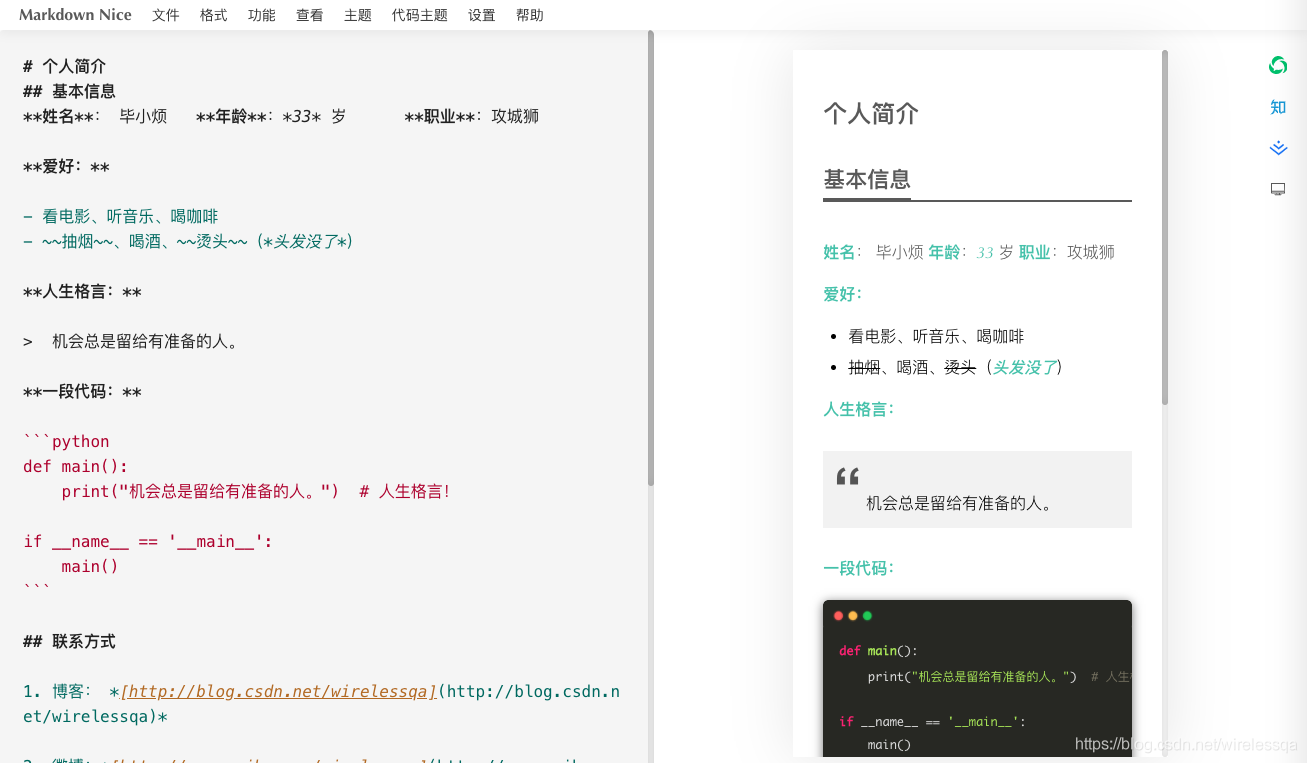 Markdown Nice 文件 格式 功能 查看 主题 代码主题 设置 帮助
# 个人简介
## 基本信息
**姓名**： 毕小烦 **年龄**：*33* 岁 **职业**：攻城狮
**爱好：**
- 看电影、听音乐、喝咖啡
- ~~抽烟~~、喝酒、~~烫头~~（*头发没了*）
**人生格言：**
> 机会总是留给有准备的人。
**一段代码：**
```python
def main():
    print("机会总是留给有准备的人。")  # 人生格言！
if __name__ == '__main__':
    main()
```
## 联系方式
1. 博客： *[http://blog.csdn.net/wirelessqa](http://blog.csdn.n
et/wirelessqa)*
个人简介
基本信息
姓名： 毕小烦 年龄：33 岁 职业：攻城狮
爱好：
• 看电影、听音乐、喝咖啡
• 抽烟、喝酒、烫头（头发没了）
人生格言：
机会总是留给有准备的人。
一段代码：
def main():
    print("机会总是留给有准备的人。")  # 人生
if __name__ == '__main__':
    main()
知
https://blog.csdn.net/wirelessqa